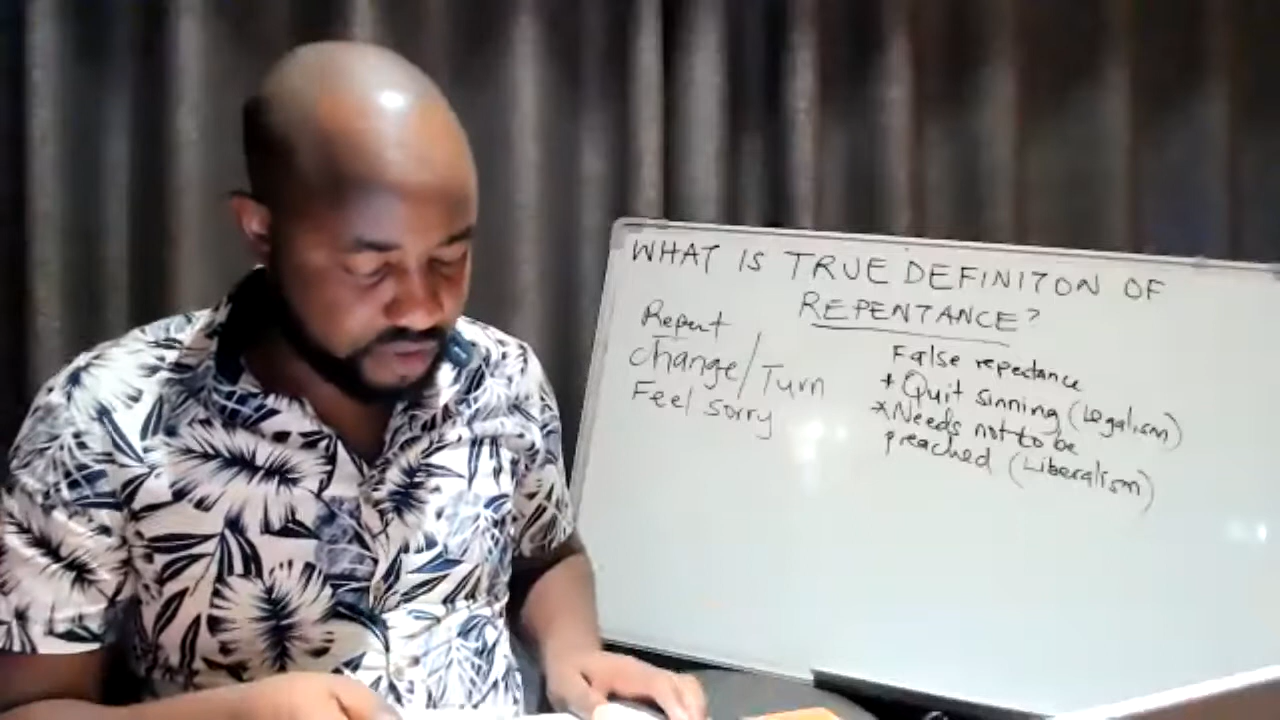 WHAT IS TRUE DEFINITON OF
REPENTANCE?
Repent
change/Turn
Feel sorry
False repedance
* Quit sinning (Legalism)
* Needs not to be
preached (Liberalism)